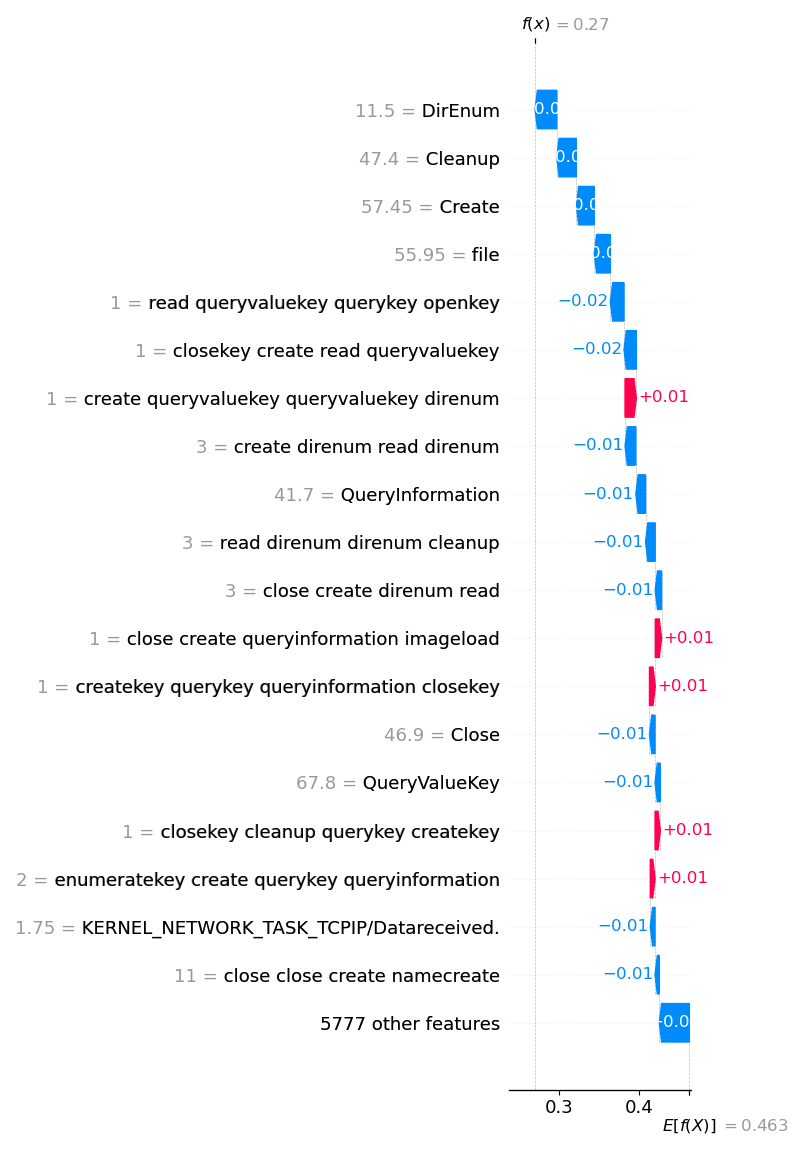 f(x) = 0.27
11.5 = DirEnum
47.4 = Cleanup
57.45 = Create
55.95 = file
1 = read queryvaluekey querykey openkey −0.02
1 = closekey create read queryvaluekey −0.02
1 = create queryvaluekey queryvaluekey direnum +0.01
3 = create direnum read direnum −0.01
41.7 = QueryInformation −0.01
3 = read direnum direnum cleanup −0.01
3 = close create direnum read −0.01
1 = close create queryinformation imageload +0.01
1 = createkey querykey queryinformation closekey +0.01
46.9 = Close −0.01
67.8 = QueryValueKey −0.01
1 = closekey cleanup querykey createkey +0.01
2 = enumeratekey create querykey queryinformation +0.01
1.75 = KERNEL_NETWORK_TASK_TCPIP/Datareceived. −0.01
11 = close close create namecreate −0.01
5777 other features
0.3 0.4
E[f(X)] = 0.463